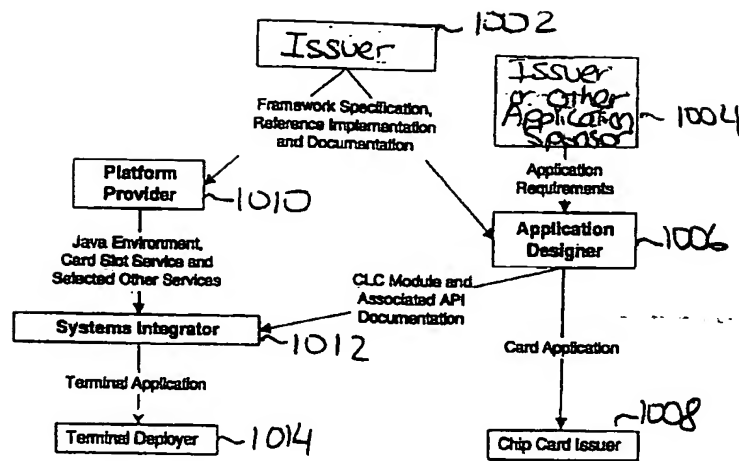 Issuer
1002
Issuer
or other
Application
Sponsor
1004
Framework Specification,
Reference Implementation
and Documentation
Application
Requirements
Platform
Provider
1010
Application
Designer
1006
Java Environment,
Card Slot Service and
Selected Other Services
CLC Module and
Associated API
Documentation
Systems Integrator
1012
Card Application
Terminal Application
1008
Terminal Deployer
1014
Chip Card Issuer